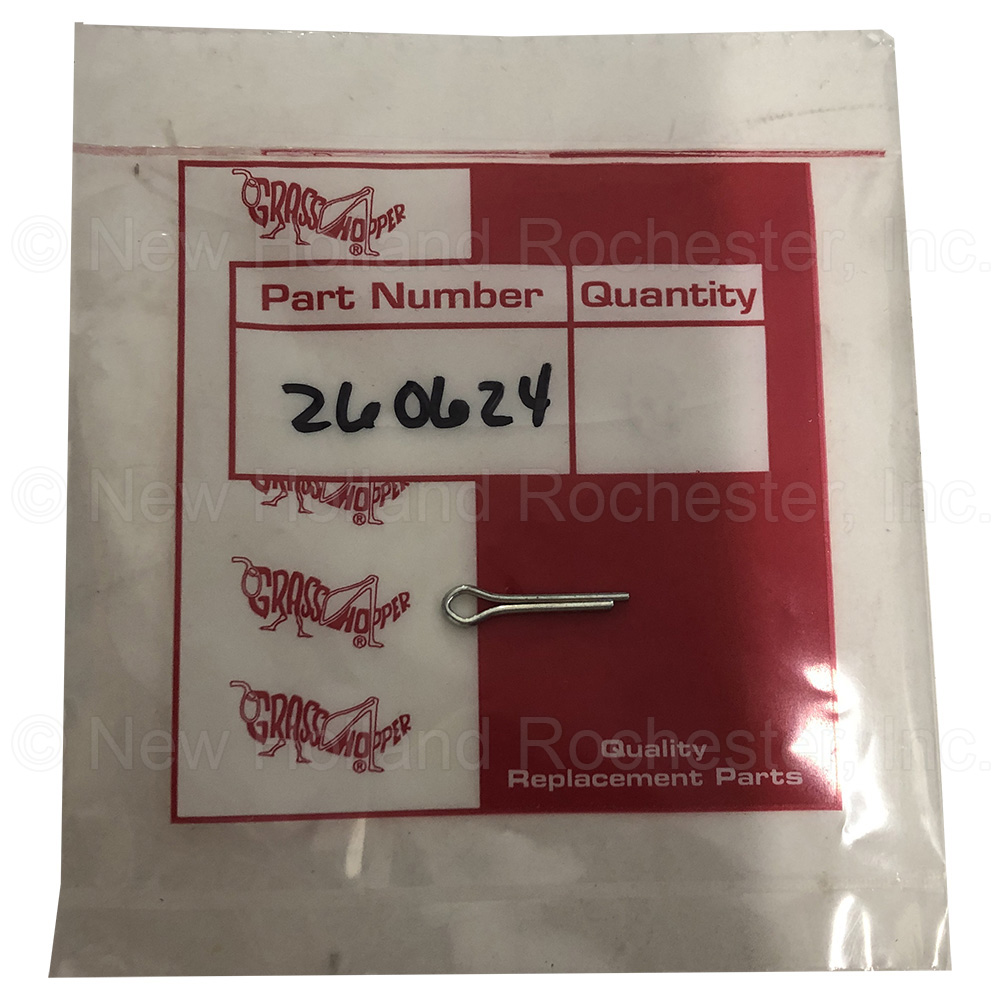 GRASSHOPPER®
© New Holland Rochester, Inc.
Part Number Quantity
260624
© New Holland Rochester, Inc.
GRASSHOPPER®
GRASSHOPPER®
GRASSHOPPER®
© New Holland Rochester, Inc.
Quality
Replacement Parts